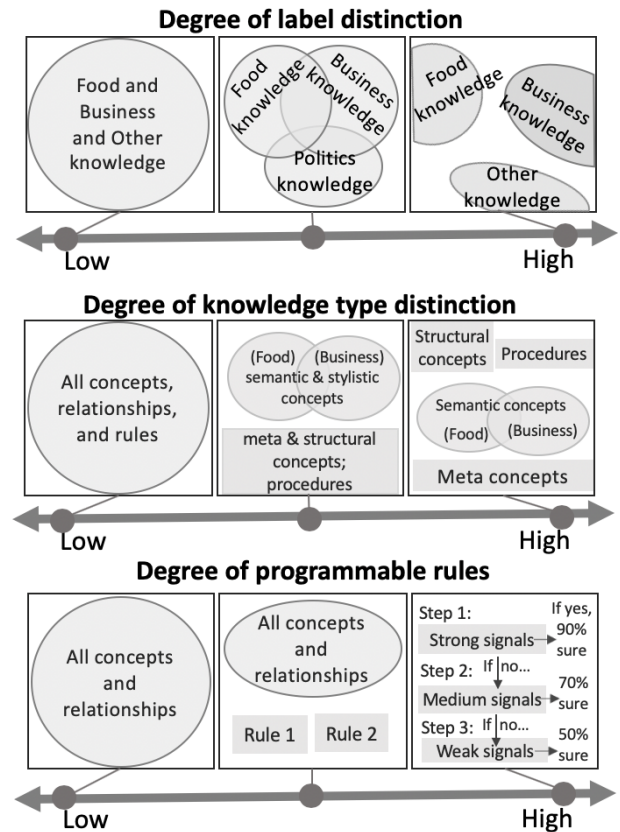 Degree of label distinction
Food and
Business
and Other
knowledge
Food
knowledge
Business
knowledge
Politics
knowledge
Food
knowledge
Business
knowledge
Other
knowledge
Low
High
Degree of knowledge type distinction
All concepts,
relationships,
and rules
(Food) (Business)
semantic & stylistic
concepts
meta & structural
concepts;
procedures
Structural
concepts
Procedures
Semantic concepts
(Food) (Business)
Meta concepts
Low
High
Degree of programmable rules
All concepts
and
relationships
All concepts
and
relationships
Rule 1
Rule 2
Step 1:
If yes,
90%
sure
Strong signals
Step 2: If no...
Medium signals
70%
sure
Step 3: If no...
Weak signals
50%
sure
Low
High